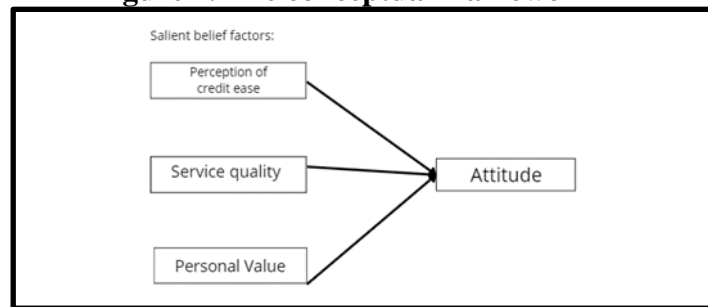 Salient belief factors:
Perception of
credit ease
Service quality
Attitude
Personal Value